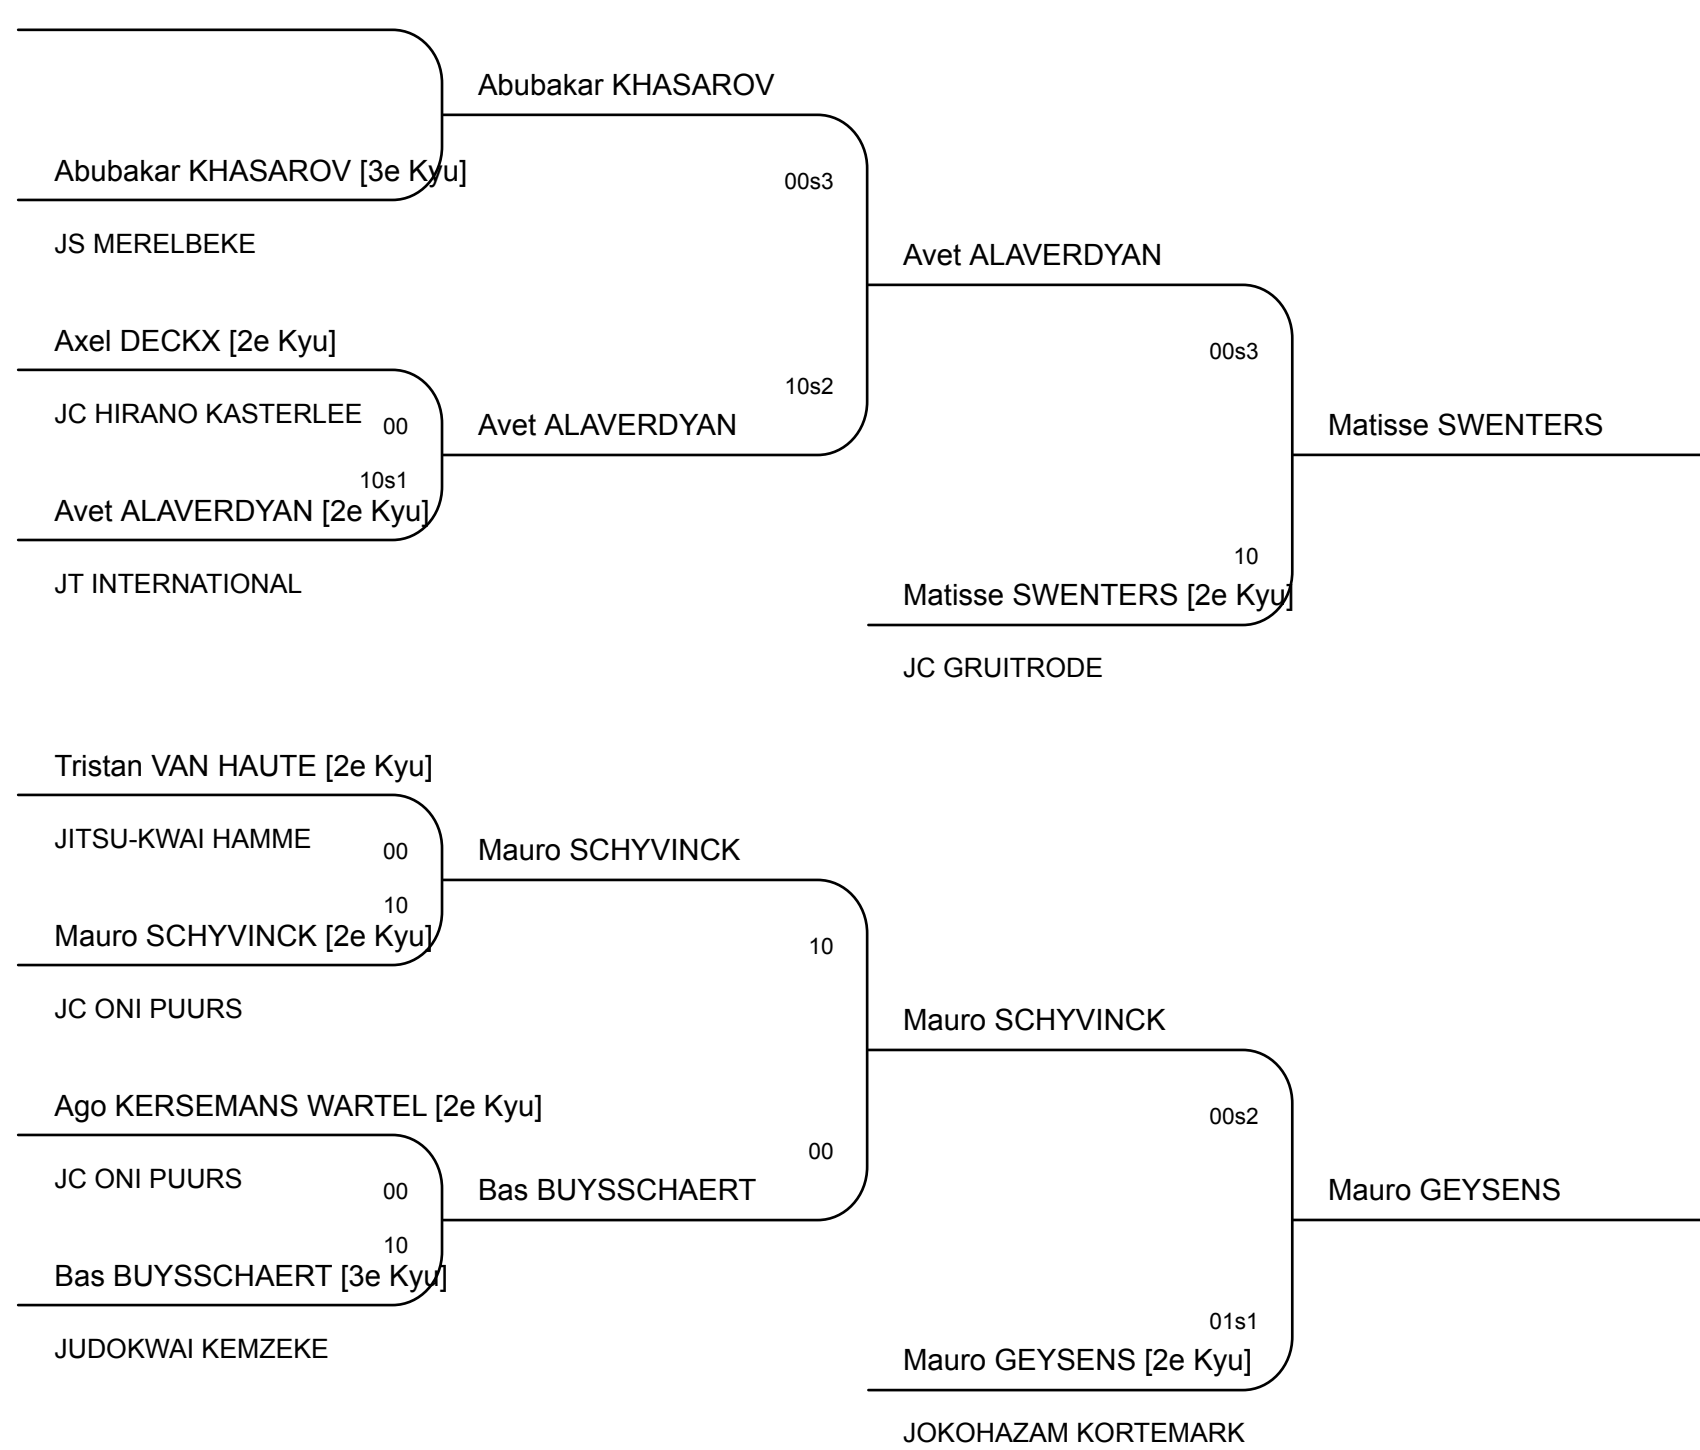 Abubakar KHASAROV
Abubakar KHASAROV [3e Kyu]
00s3
JS MERELBEKE
Avet ALAVERDYAN
Axel DECKX [2e Kyu]
00s3
10s2
JC HIRANO KASTERLEE
00
Avet ALAVERDYAN
Matisse SWENTERS
10s1
Avet ALAVERDYAN [2e Kyu]
10
JT INTERNATIONAL
Matisse SWENTERS [2e Kyu]
JC GRUITRODE
Tristan VAN HAUTE [2e Kyu]
JITSU-KWAI HAMME
00
Mauro SCHYVINCK
10
Mauro SCHYVINCK [2e Kyu]
10
JC ONI PUURS
Mauro SCHYVINCK
Ago KERSEMANS WARTEL [2e Kyu]
00s2
00
JC ONI PUURS
00
Bas BUYSSCHAERT
Mauro GEYSENS
10
Bas BUYSSCHAERT [3e Kyu]
01s1
JUDOKWAI KEMZEKE
Mauro GEYSENS [2e Kyu]
JOKOHAZAM KORTEMARK